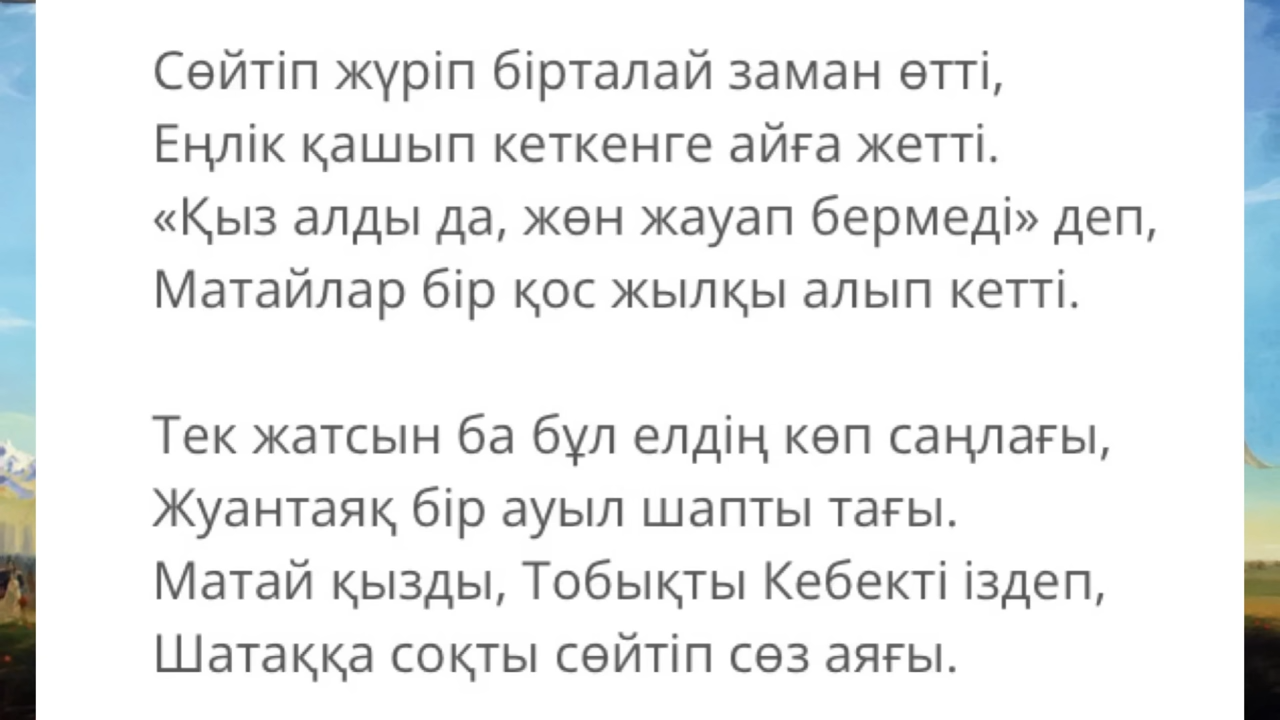 Сөйтіп жүріп бірталай заман өтті,
Еңлік қашып кеткенге айға жетті.
«Қыз алды да, жөн жауап бермеді» деп,
Матайлар бір қос жылқы алып кетті.
Тек жатсын ба бұл елдің көп саңлағы,
Жуантаяқ бір ауыл шапты тағы.
Матай қызды, Тобықты Кебекті іздеп,
Шатаққа соқты сөйтіп сөз аяғы.